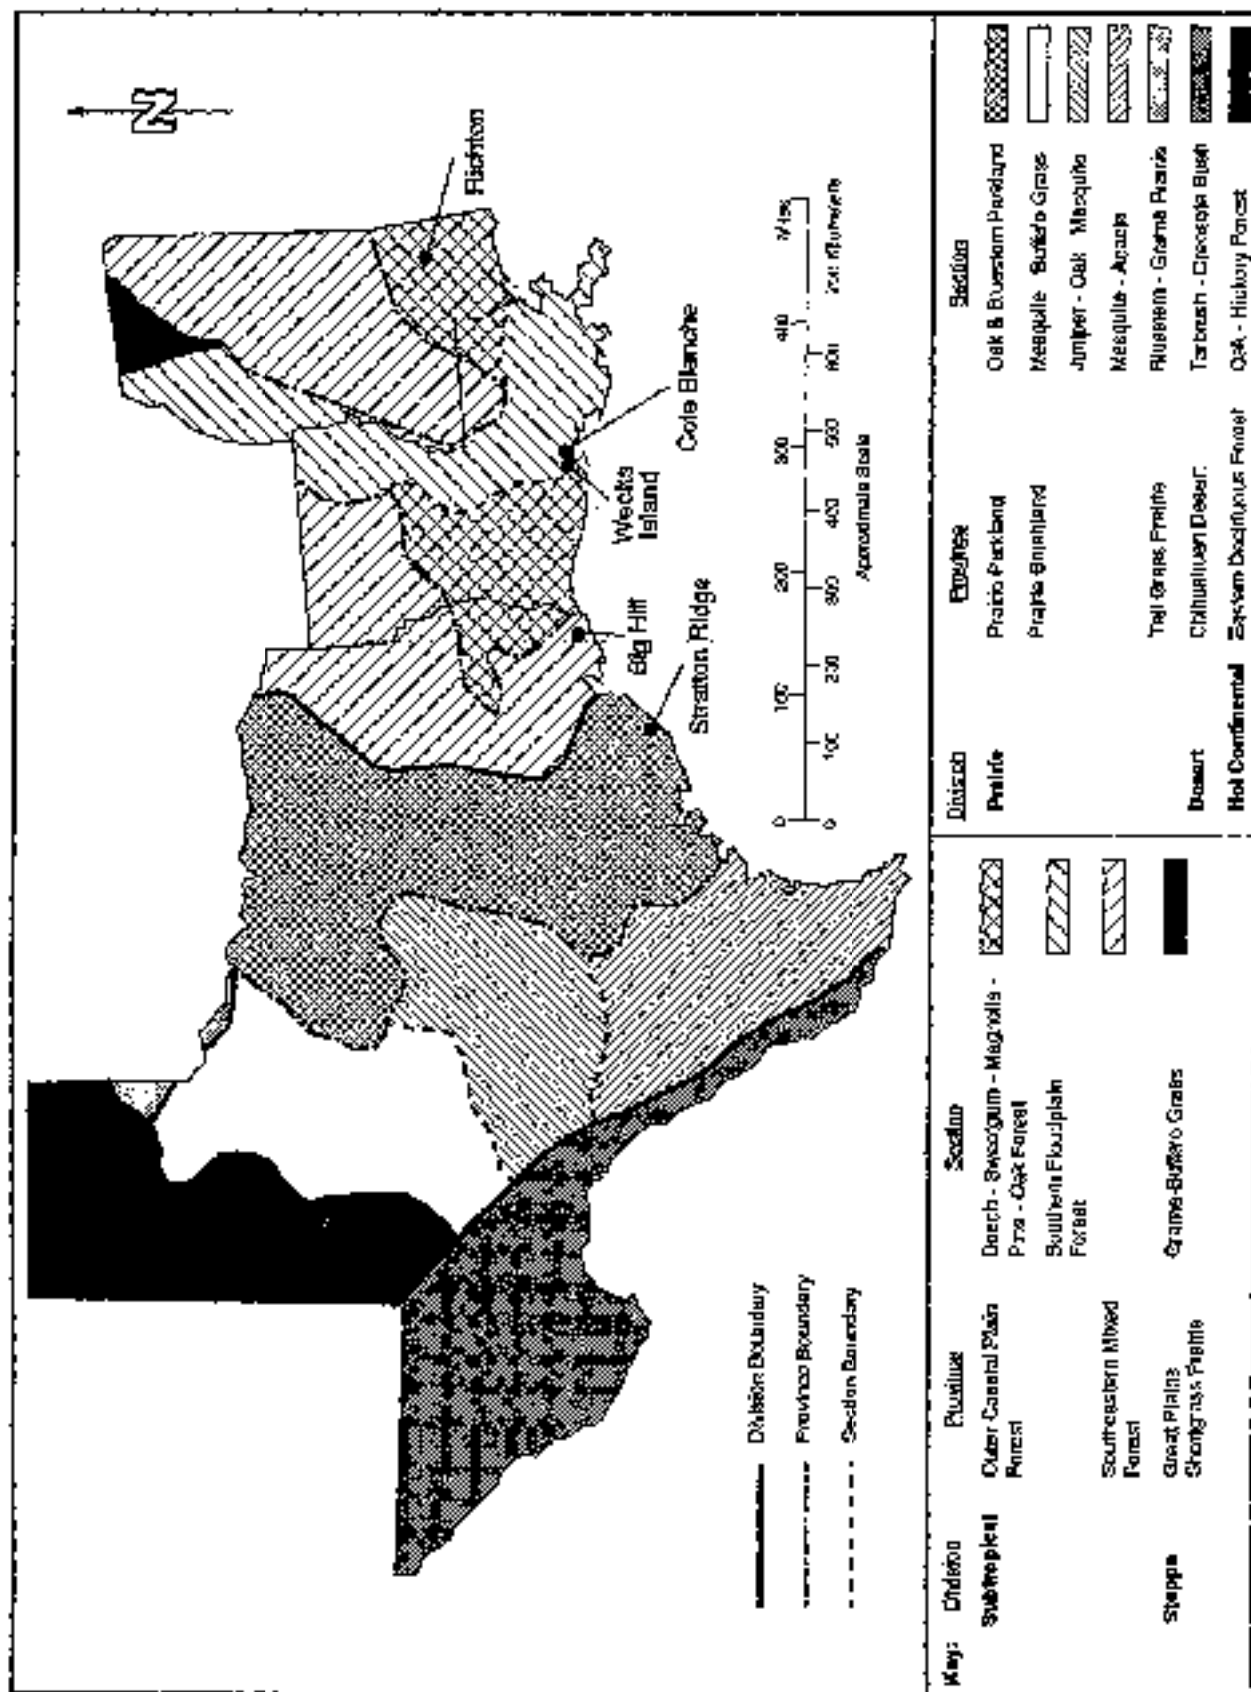 N
Richton
Cote Blanche
Weeks
Island
Big Hill
Stratton Ridge
0 100 200 300 400 Miles
0 100 200 300 400 500 600 700 Kilometers
Approximate Scale
Division Boundary
Province Boundary
Section Boundary
Key: Division Province Section
Subtropical Outer Coastal Plain Beech - Sweetgum - Magnolia -
Forest Pine - Oak Forest
Southern Floodplain
Forest
Southeastern Mixed
Forest
Steppe Great Plains Grama-Buffalo Grass
Shortgrass Prairie
Division Province Section
Prairie Prairie Parkland Oak & Bluestem Parkland
Prairie Brushland Mesquite - Buffalo Grass
Juniper - Oak - Mesquite
Mesquite - Acacia
Tall Grass Prairie Bluestem - Grama Prairie
Desert Chihuahuan Desert Tarbrush - Creosote Bush
Hot Continental Eastern Deciduous Forest Oak - Hickory Forest